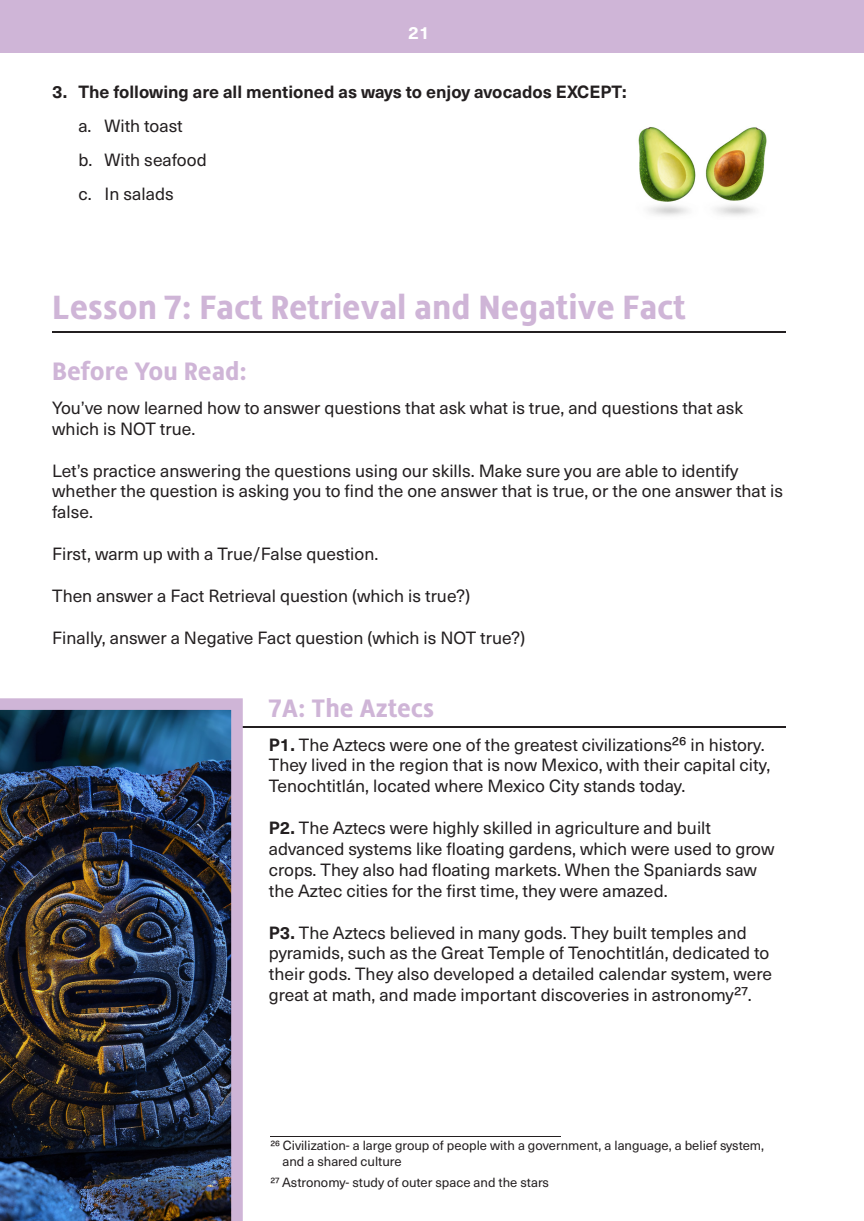 21
3. The following are all mentioned as ways to enjoy avocados EXCEPT:
a. With toast
b. With seafood
c. In salads
Lesson 7: Fact Retrieval and Negative Fact
Before You Read:
You’ve now learned how to answer questions that ask what is true, and questions that ask
which is NOT true.
Let’s practice answering the questions using our skills. Make sure you are able to identify
whether the question is asking you to find the one answer that is true, or the one answer that is
false.
First, warm up with a True/False question.
Then answer a Fact Retrieval question (which is true?)
Finally, answer a Negative Fact question (which is NOT true?)
7A: The Aztecs
P1. The Aztecs were one of the greatest civilizations26 in history.
They lived in the region that is now Mexico, with their capital city,
Tenochtitlán, located where Mexico City stands today.
P2. The Aztecs were highly skilled in agriculture and built
advanced systems like floating gardens, which were used to grow
crops. They also had floating markets. When the Spaniards saw
the Aztec cities for the first time, they were amazed.
P3. The Aztecs believed in many gods. They built temples and
pyramids, such as the Great Temple of Tenochtitlán, dedicated to
their gods. They also developed a detailed calendar system, were
great at math, and made important discoveries in astronomy27.
26 Civilization- a large group of people with a government, a language, a belief system,
and a shared culture
27 Astronomy- study of outer space and the stars